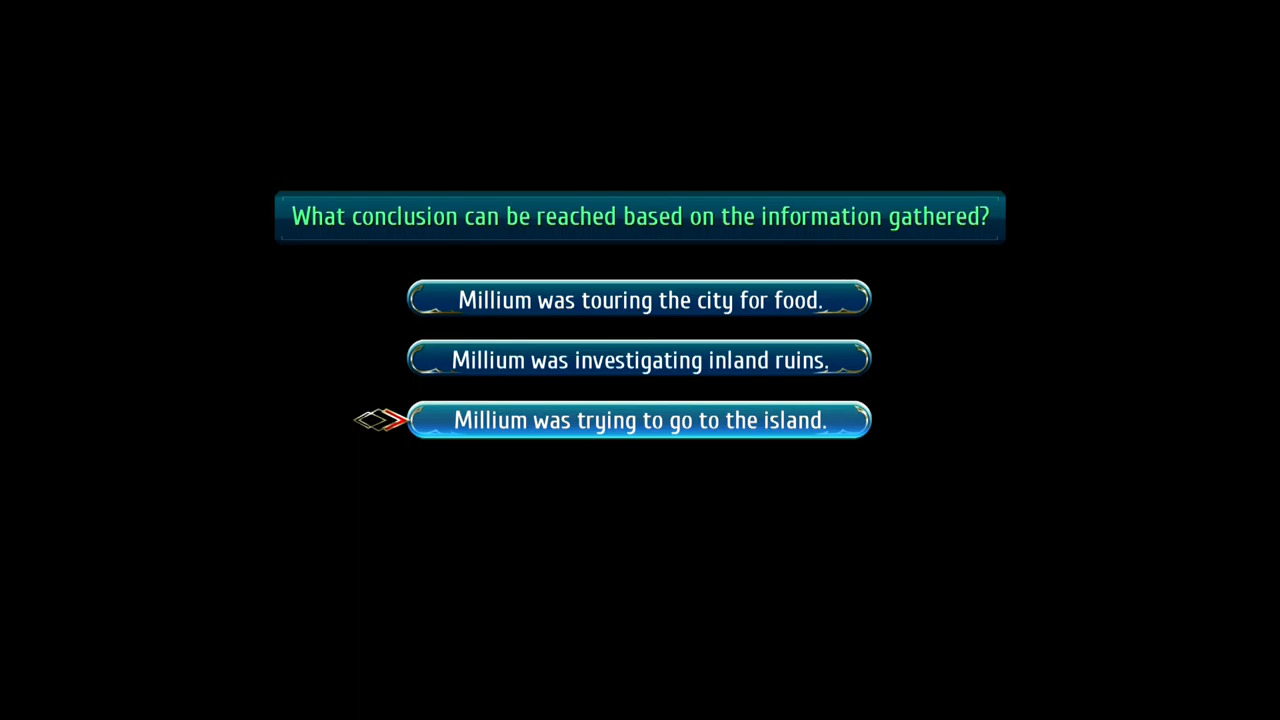 What conclusion can be reached based on the information gathered?
Millium was touring the city for food.
Millium was investigating inland ruins.
Millium was trying to go to the island.